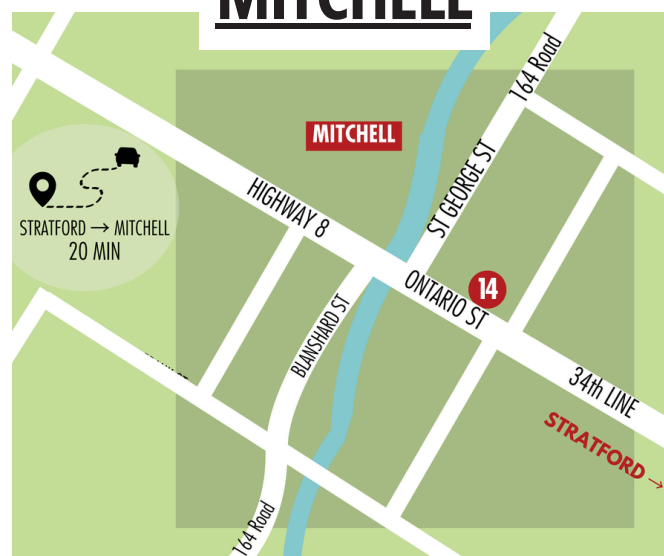 MITCHELL
164 Road
MITCHELL
ST GEORGE ST
HIGHWAY 8
STRATFORD → MITCHELL
20 MIN
ONTARIO ST
14
BLANSHARD ST
34th LINE
STRATFORD →
164 Road